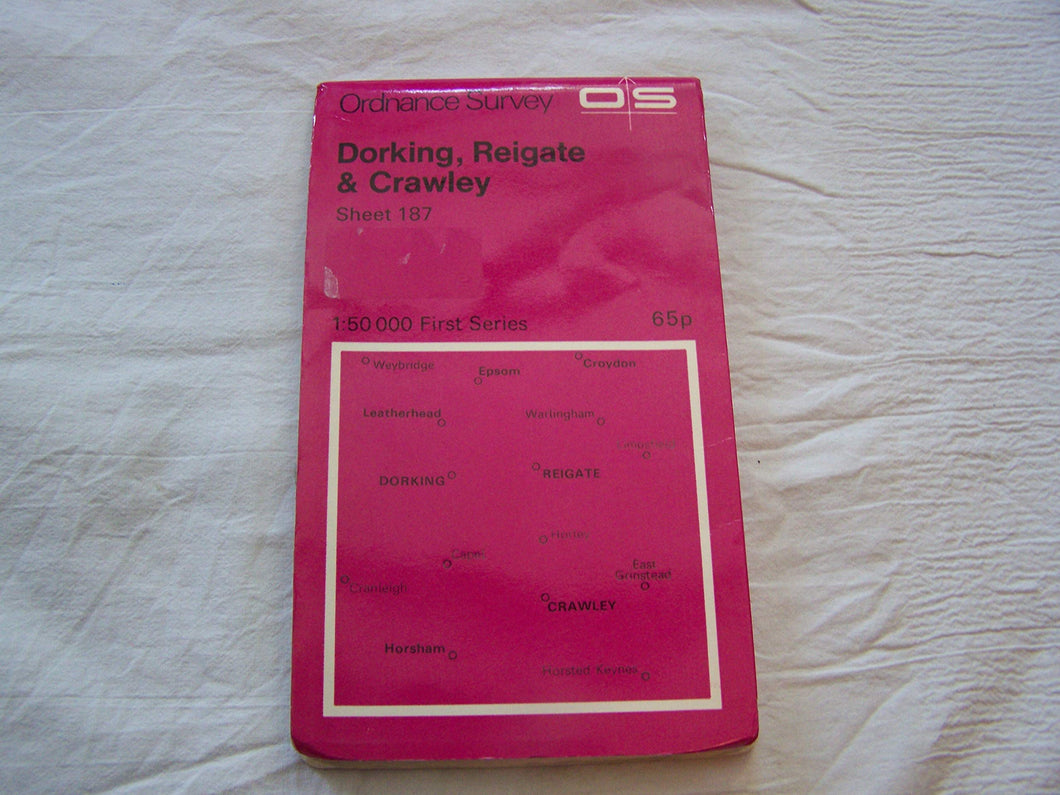 Ordnance Survey OS
Dorking, Reigate
& Crawley
Sheet 187
1:50 000 First Series 65p
Weybridge
Epsom
Croydon
Leatherhead
Warlingham
DORKING
REIGATE
Horley
Capel
East
Grinstead
Cranleigh
CRAWLEY
Horsham
Horsted Keynes